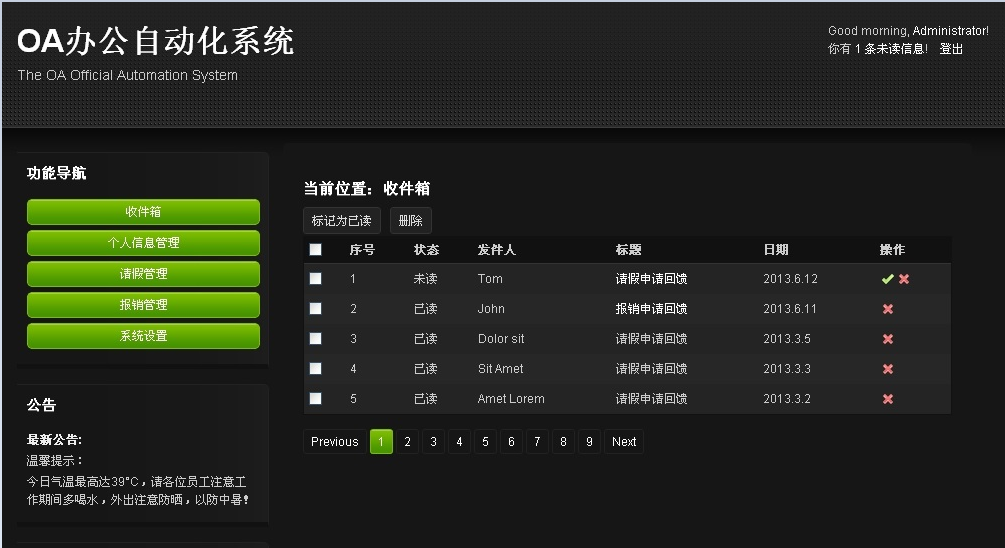 OA办公自动化系统
The OA Official Automation System
Good morning, Administrator!
你有 1 条未读信息! 登出
功能导航
收件箱
个人信息管理
请假管理
报销管理
系统设置
公告
最新公告:
温馨提示：
今日气温最高达39°C，请各位员工注意工
作期间多喝水，外出注意防晒，以防中暑!
当前位置：收件箱
标记为已读 删除
序号 状态 发件人 标题 日期 操作
1 未读 Tom 请假申请回馈 2013.6.12
2 已读 John 报销申请回馈 2013.6.11
3 已读 Dolor sit 请假申请回馈 2013.3.5
4 已读 Sit Amet 请假申请回馈 2013.3.3
5 已读 Amet Lorem 请假申请回馈 2013.3.2
Previous 1 2 3 4 5 6 7 8 9 Next